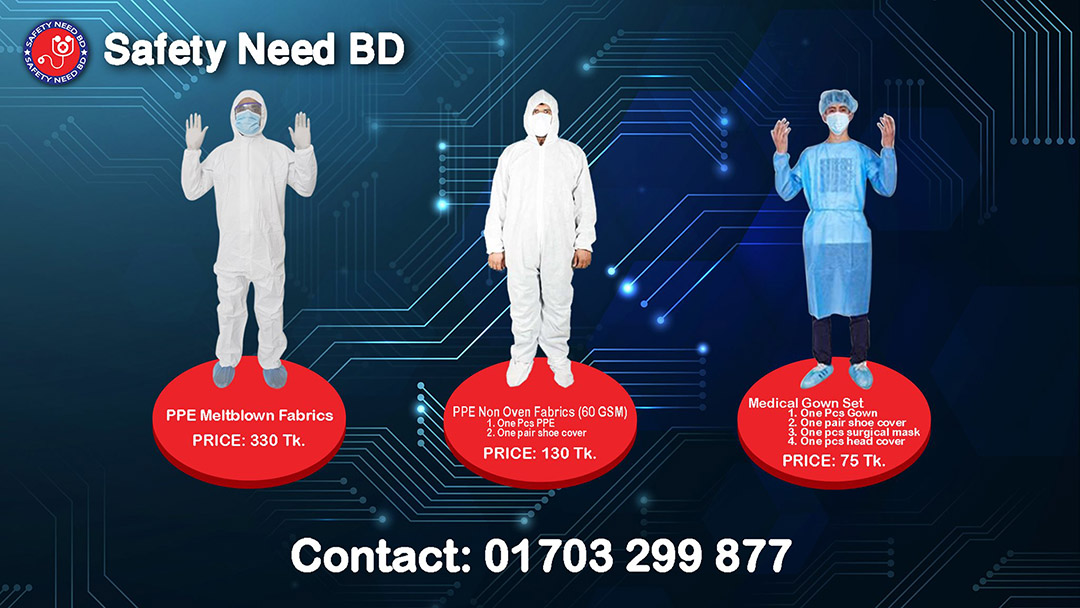 SAFETY NEED BD
SAFETY NEED BD
Safety Need BD
PPE Meltblown Fabrics
PRICE: 330 Tk.
PPE Non Oven Fabrics (60 GSM)
1. One Pcs PPE
2. One pair shoe cover
PRICE: 130 Tk.
Medical Gown Set
1. One Pcs Gown
2. One pair shoe cover
3. One pcs surgical mask
4. One pcs head cover
PRICE: 75 Tk.
Contact: 01703 299 877